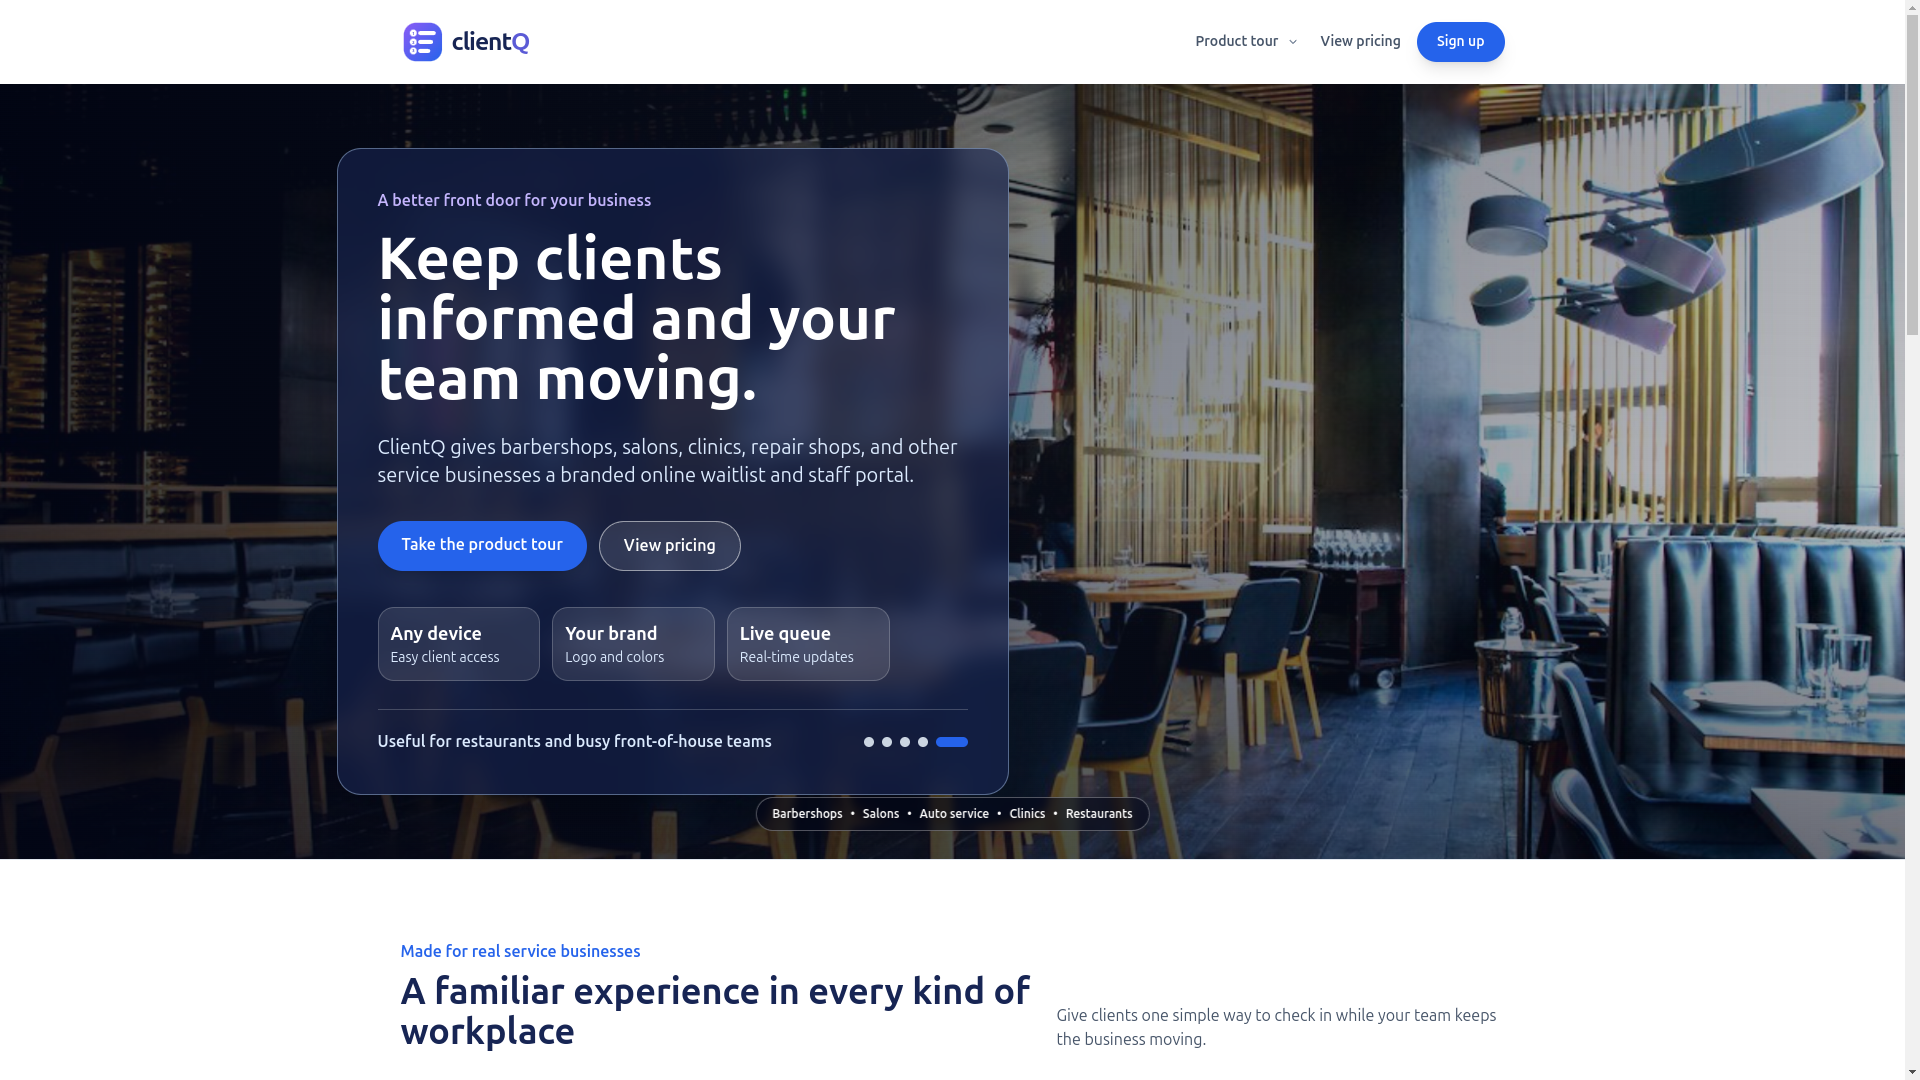 clientQ
Product tour
View pricing
Sign up
A better front door for your business
Keep clients
informed and your
team moving.
ClientQ gives barbershops, salons, clinics, repair shops, and other
service businesses a branded online waitlist and staff portal.
Take the product tour
View pricing
Any device
Easy client access
Your brand
Logo and colors
Live queue
Real-time updates
Useful for restaurants and busy front-of-house teams
Barbershops • Salons • Auto service • Clinics • Restaurants
Made for real service businesses
A familiar experience in every kind of
workplace
Give clients one simple way to check in while your team keeps
the business moving.